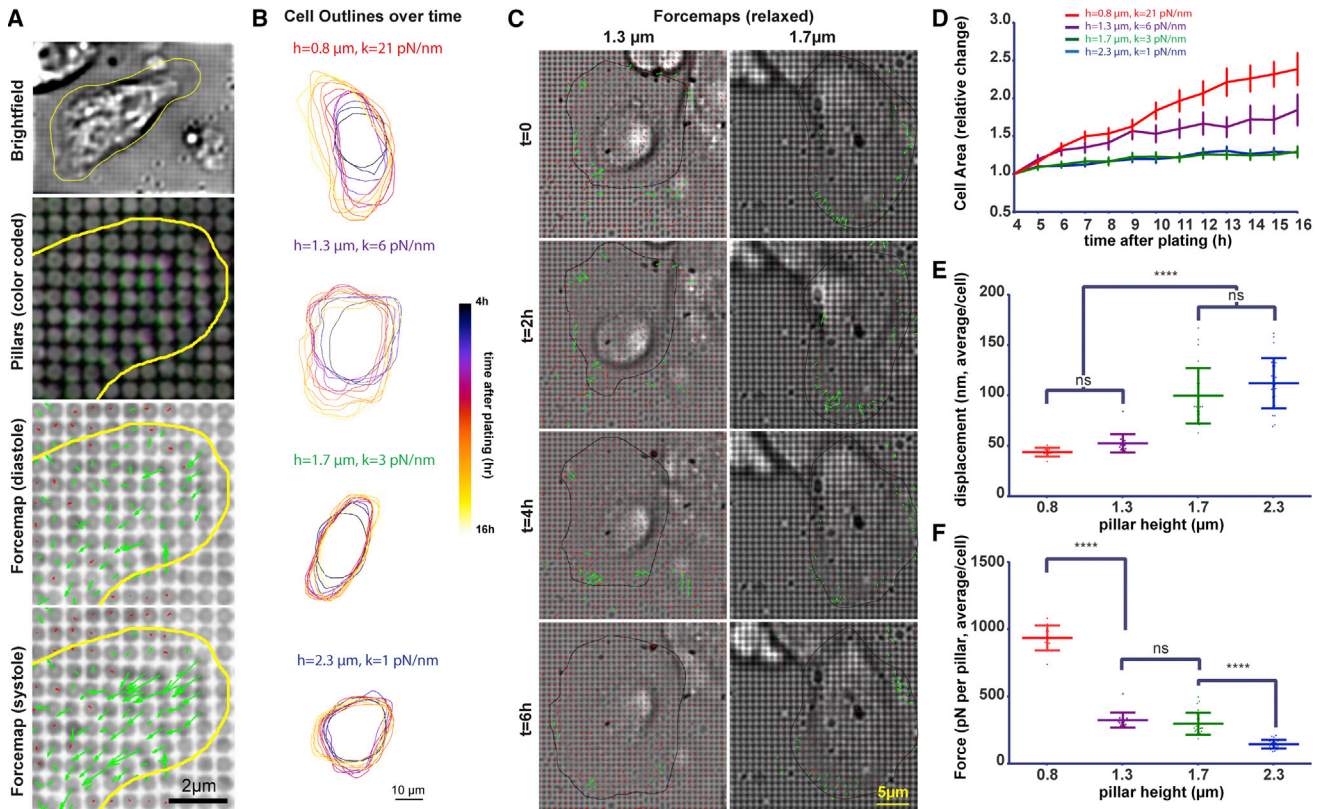 A
Brightfield
Pillars (color coded)
Forcemap (diastole)
Forcemap (systole)
2μm
B
Cell Outlines over time
h=0.8 μm, k=21 pN/nm
h=1.3 μm, k=6 pN/nm
h=1.7 μm, k=3 pN/nm
h=2.3 μm, k=1 pN/nm
4h
time after plating (hr)
16h
10 μm
C
Forcemaps (relaxed)
1.3 μm
1.7μm
t=0
t=2h
t=4h
t=6h
5μm
D
h=0.8 μm, k=21 pN/nm
h=1.3 μm, k=6 pN/nm
h=1.7 μm, k=3 pN/nm
h=2.3 μm, k=1 pN/nm
Cell Area (relative change)
3.0
2.5
2.0
1.5
1.0
0.5
4 5 6 7 8 9 10 11 12 13 14 15 16
time after plating (h)
E
displacement (nm, average/cell)
200
150
100
50
0
ns
****
ns
0.8 1.3 1.7 2.3
pillar height (μm)
F
Force (pN per pillar, average/cell)
1500
1000
500
0
****
ns
****
0.8 1.3 1.7 2.3
pillar height (μm)